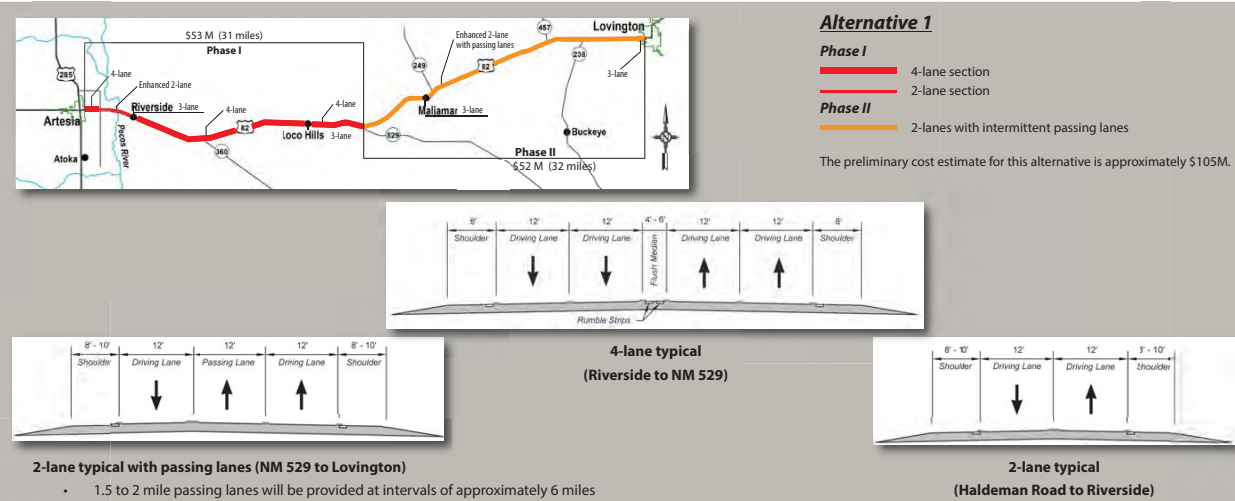 $53 M (31 miles)
Phase I
285
4-lane
Enhanced 2-lane
Riverside 3-lane
4-lane
82
Artesia
Atoka
Pecos River
360
Loco Hills 3-lane
4-lane
529
249
Maljamar 3-lane
Enhanced 2-lane
with passing lanes
82
457
Lovington
238
3-lane
Buckeye
Phase II
$52 M (32 miles)
N
Alternative 1
Phase I
4-lane section
2-lane section
Phase II
2-lanes with intermittent passing lanes
The preliminary cost estimate for this alternative is approximately $105M.
8' 12' 12' 4' - 6' 12' 12' 8'
Shoulder Driving Lane Driving Lane Flush Median Driving Lane Driving Lane Shoulder
Rumble Strips
4-lane typical
(Riverside to NM 529)
8' - 10' 12' 12' 12' 8' - 10'
Shoulder Driving Lane Passing Lane Driving Lane Shoulder
2-lane typical with passing lanes (NM 529 to Lovington)
• 1.5 to 2 mile passing lanes will be provided at intervals of approximately 6 miles
8' - 10' 12' 12' 8' - 10'
Shoulder Driving Lane Driving Lane Shoulder
2-lane typical
(Haldeman Road to Riverside)